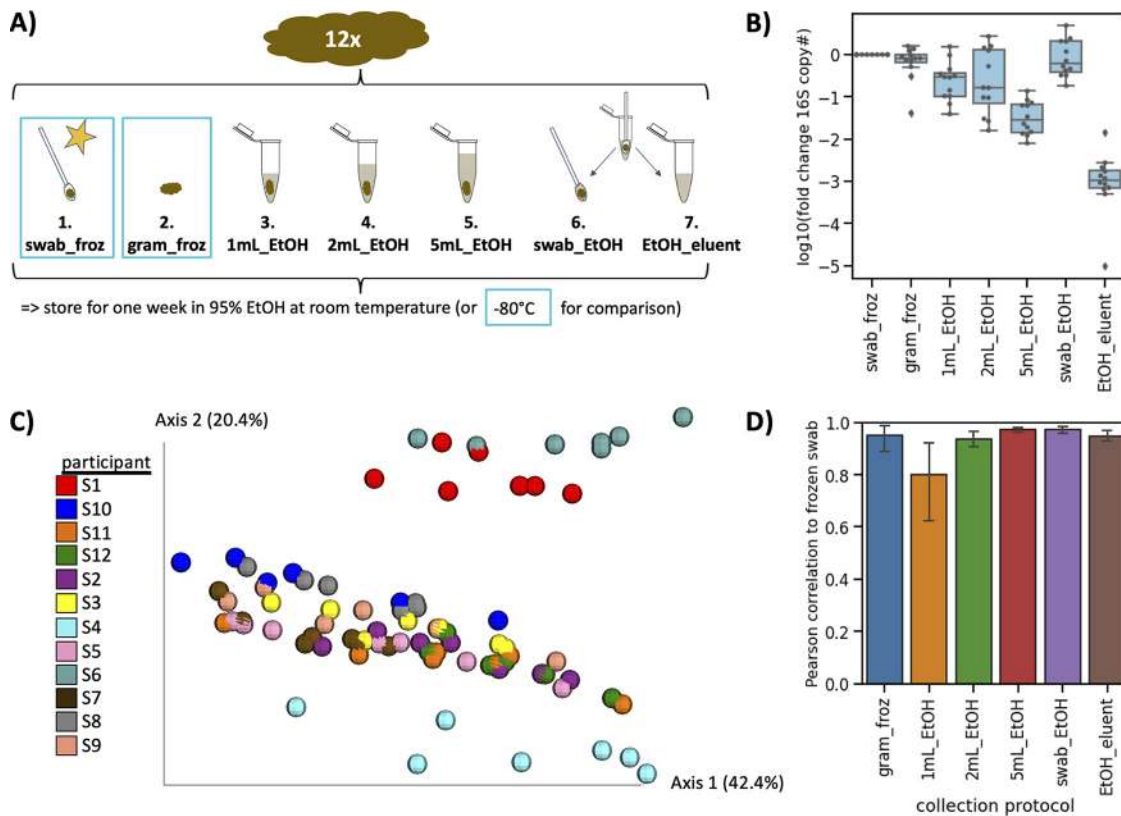 A)
12x
1.
swab_froz
2.
gram_froz
3.
1mL_EtOH
4.
2mL_EtOH
5.
5mL_EtOH
6.
swab_EtOH
7.
EtOH_eluent
=> store for one week in 95% EtOH at room temperature (or -80°C for comparison)
B)
log10(fold change 16S copy#)
0
−1
−2
−3
−4
−5
swab_froz
gram_froz
1mL_EtOH
2mL_EtOH
5mL_EtOH
swab_EtOH
EtOH_eluent
C)
Axis 2 (20.4%)
participant
S1
S10
S11
S12
S2
S3
S4
S5
S6
S7
S8
S9
Axis 1 (42.4%)
D)
Pearson correlation to frozen swab
1.0
0.8
0.6
0.4
0.2
0.0
gram_froz
1mL_EtOH
2mL_EtOH
5mL_EtOH
swab_EtOH
EtOH_eluent
collection protocol